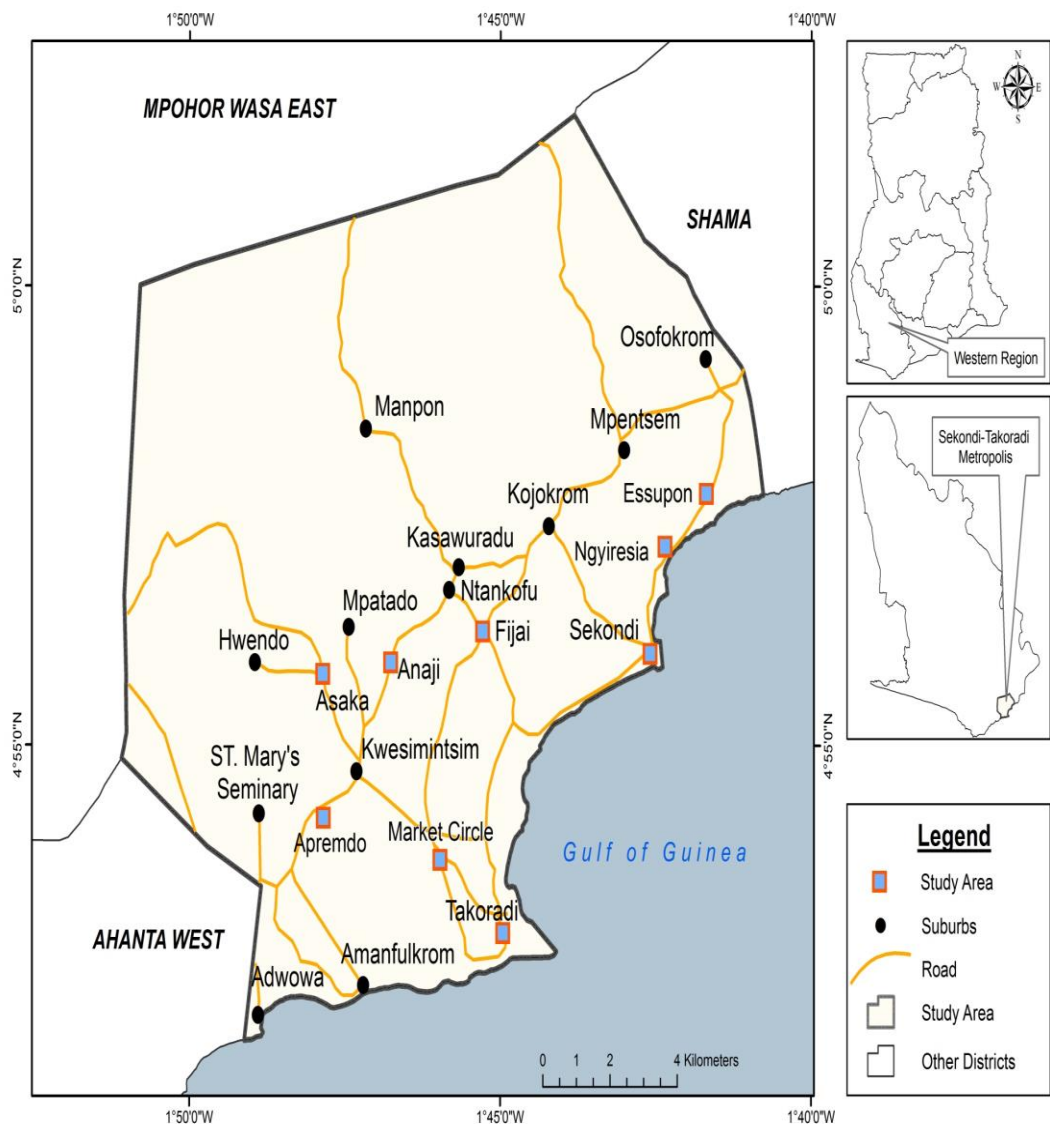 1°50'0"W
1°45'0"W
1°40'0"W
MPOHOR WASA EAST
SHAMA
5°0'0"N
5°0'0"N
Osofokrom
Manpon
Mpentsem
Essupon
Kojokrom
Kasawuradu
Ngyiresia
Ntankofu
Mpatado
Fijai
Sekondi
Hwendo
Anaji
Asaka
4°55'0"N
4°55'0"N
Kwesimintsim
ST. Mary's
Seminary
Apremdo
Market Circle
Gulf of Guinea
Takoradi
AHANTA WEST
Amanfulkrom
Adwowa
0 1 2 4 Kilometers
1°50'0"W
1°45'0"W
1°40'0"W
N
W
E
S
Western Region
Sekondi-Takoradi
Metropolis
Legend
Study Area
Suburbs
Road
Study Area
Other Districts